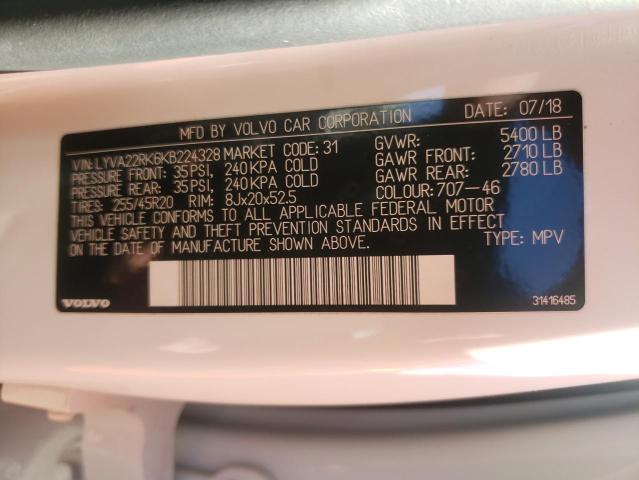 MFD BY VOLVO CAR CORPORATION DATE: 07/18
VIN:LYVA22RK6KB224328 MARKET CODE: 31 GVWR: 5400 LB
PRESSURE FRONT: 35PSI, 240KPA COLD GAWR FRONT: 2710 LB
PRESSURE REAR: 35PSI, 240KPA COLD GAWR REAR: 2780 LB
TIRES: 255/45R20 RIM: 8Jx20x52.5 COLOUR: 707-46
THIS VEHICLE CONFORMS TO ALL APPLICABLE FEDERAL MOTOR
VEHICLE SAFETY AND THEFT PREVENTION STANDARDS IN EFFECT
ON THE DATE OF MANUFACTURE SHOWN ABOVE. TYPE: MPV
VOLVO 31416485